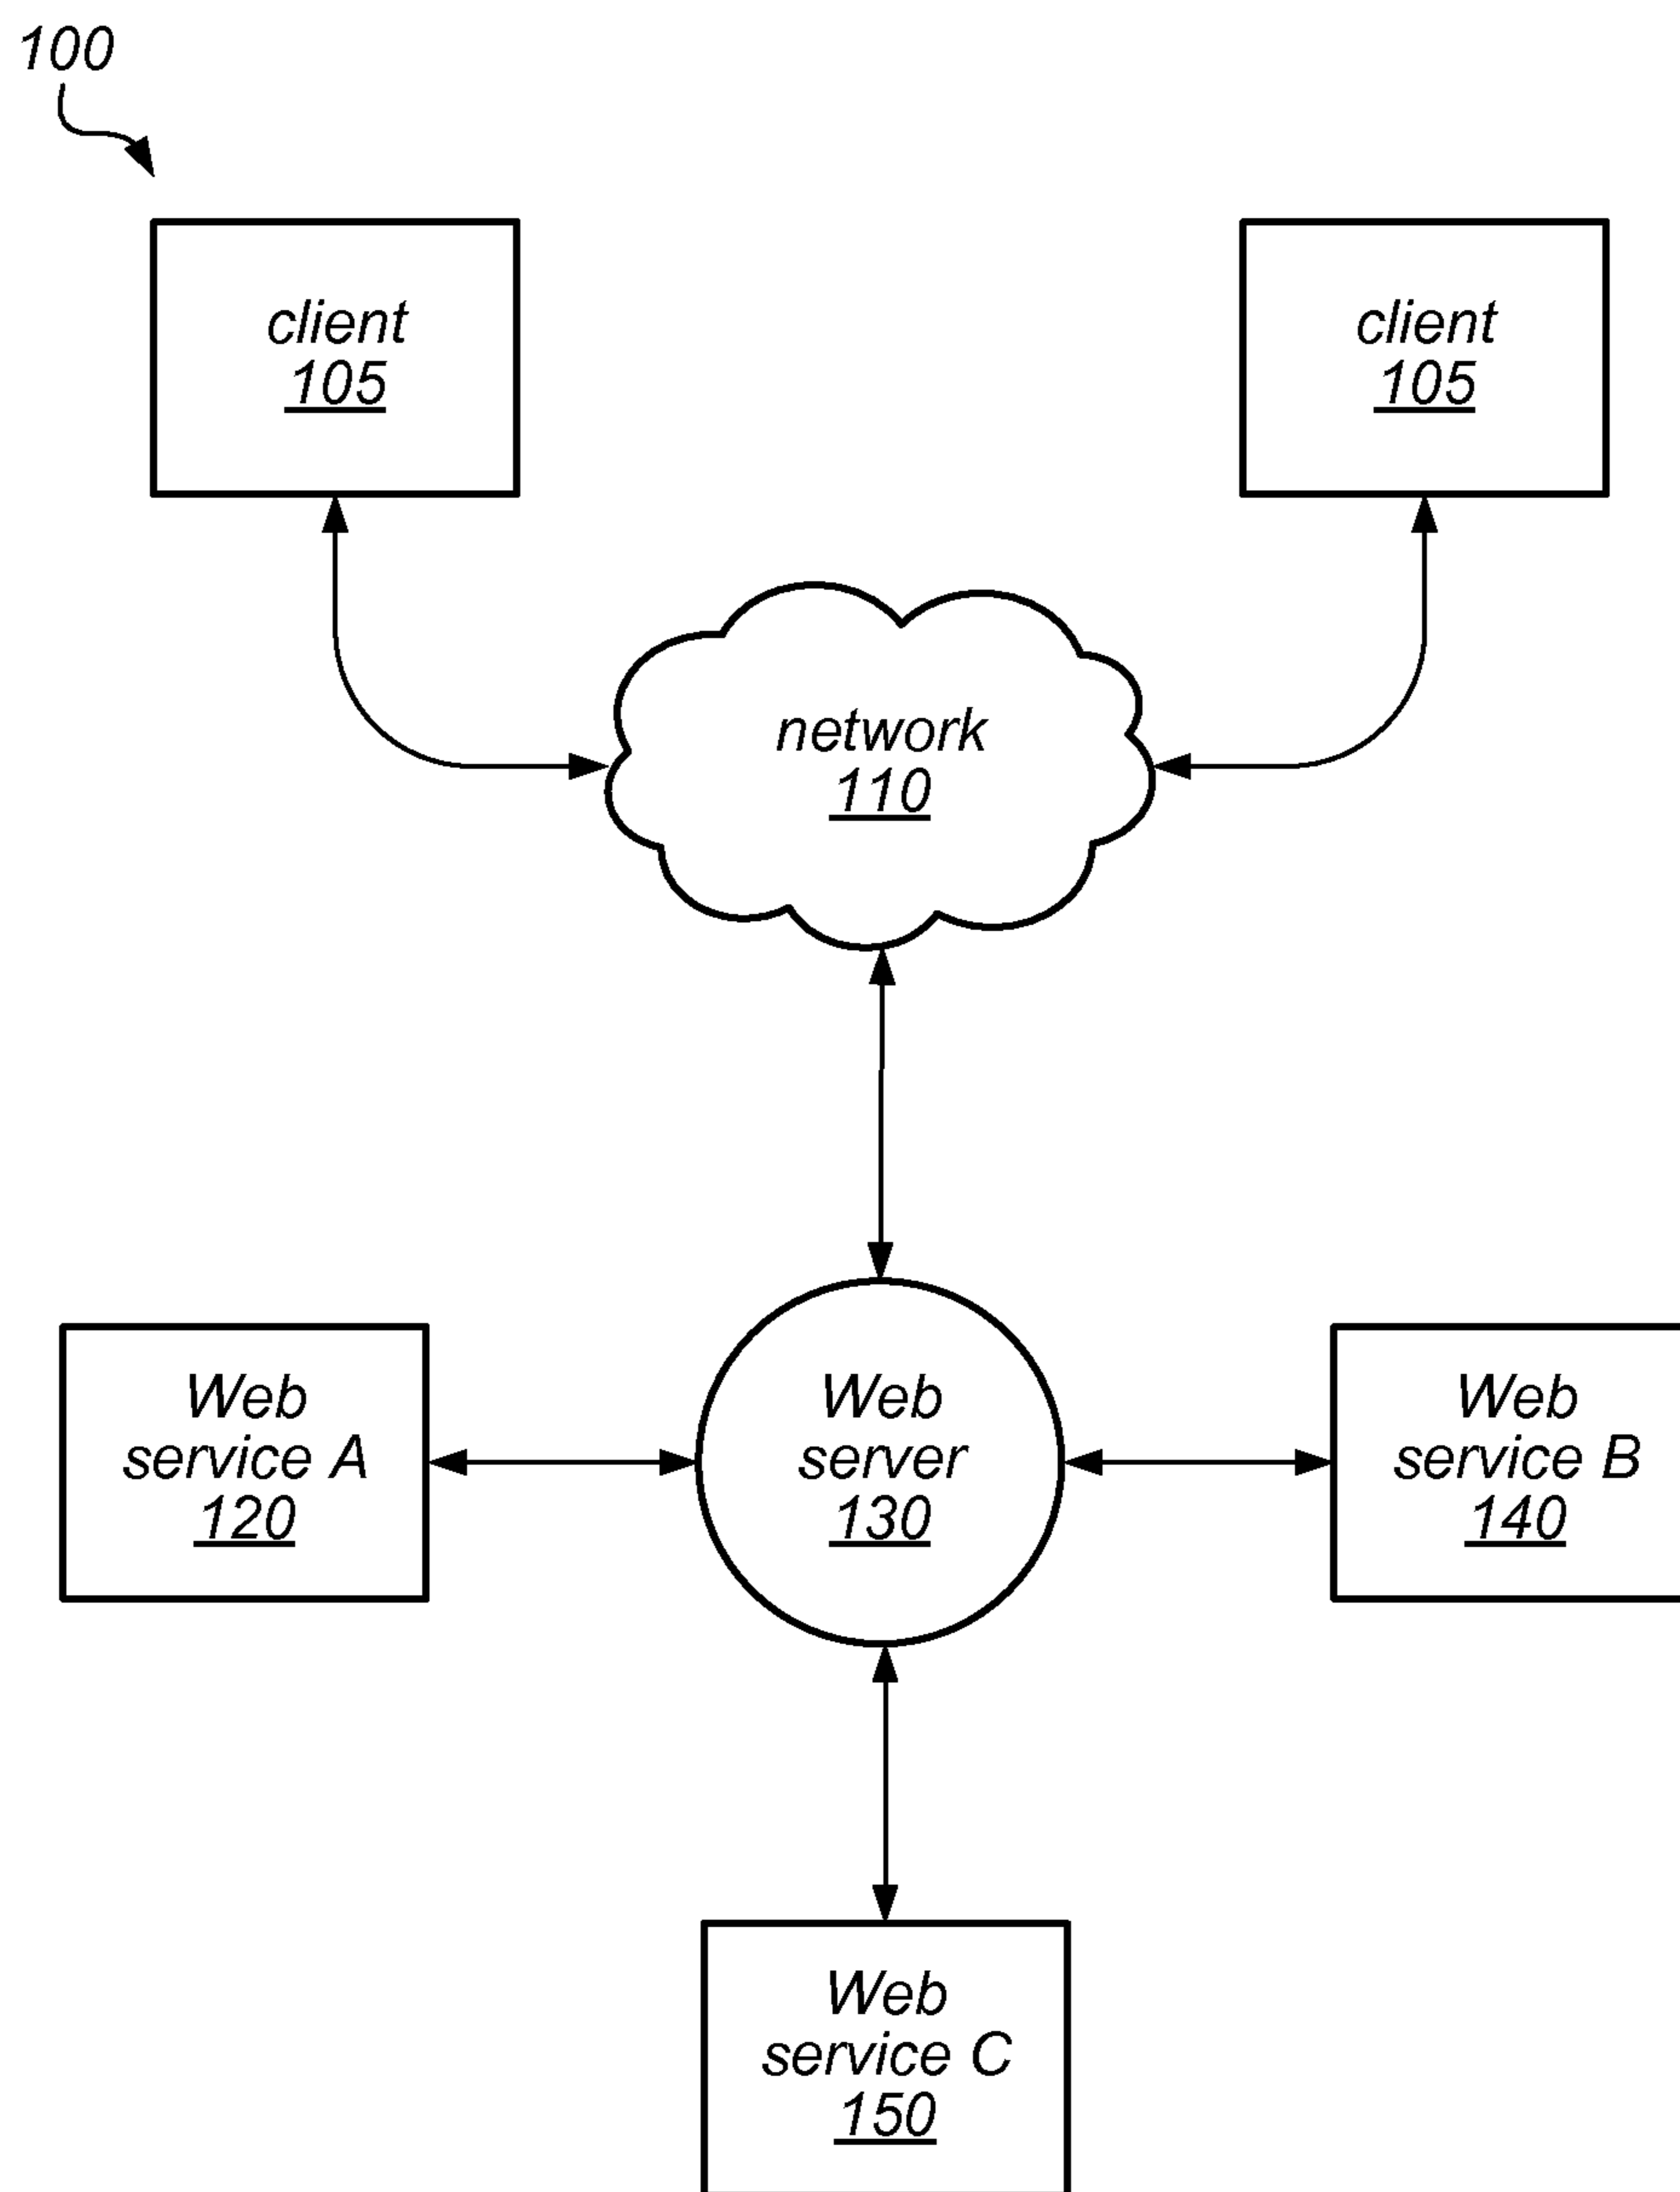 100
client
105
client
105
network
110
Web
service A
120
Web
server
130
Web
service B
140
Web
service C
150